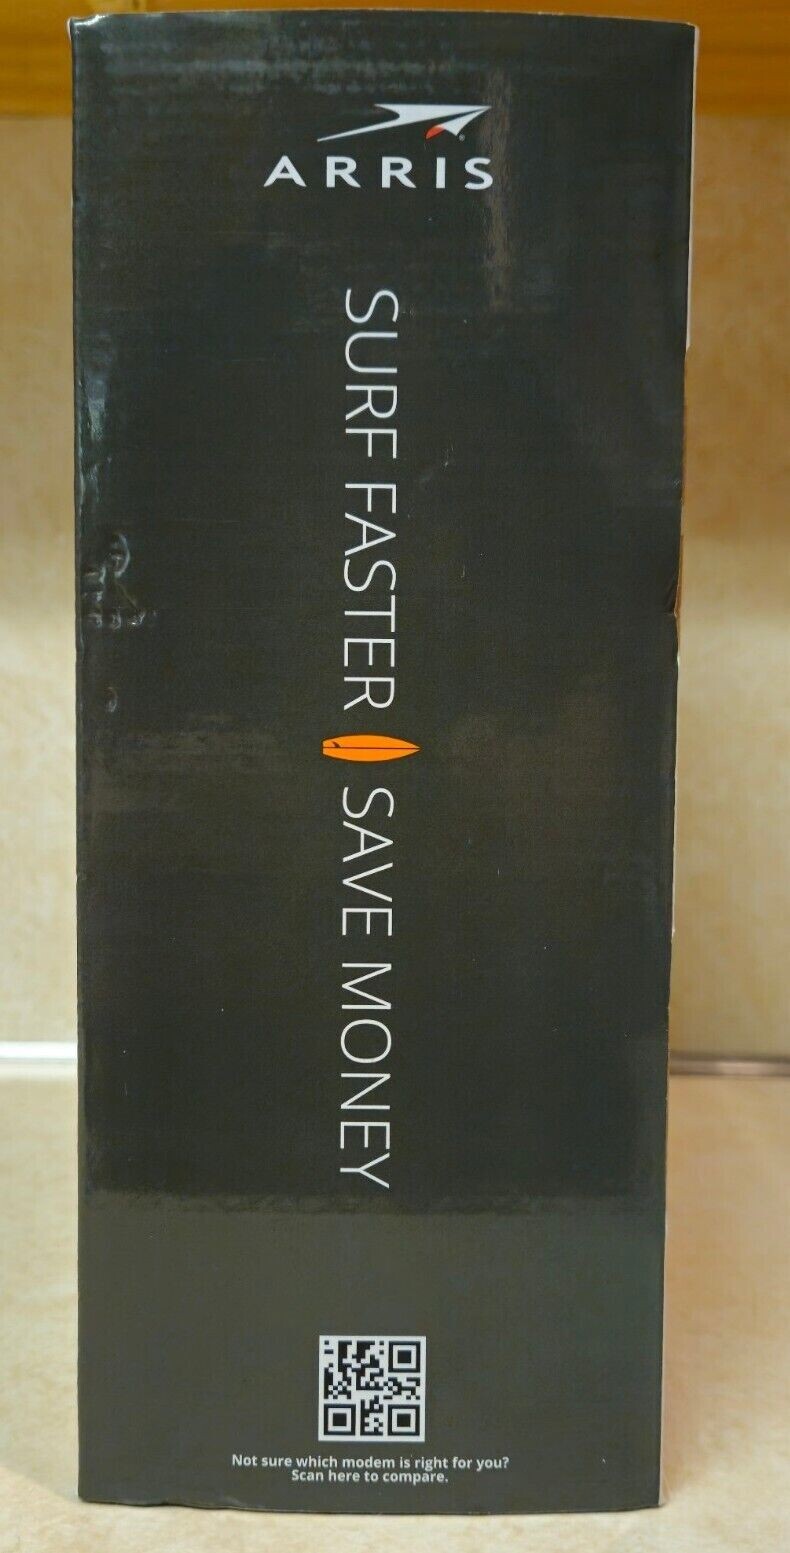 ARRIS
SURF FASTER SAVE MONEY
Not sure which modem is right for you?
Scan here to compare.